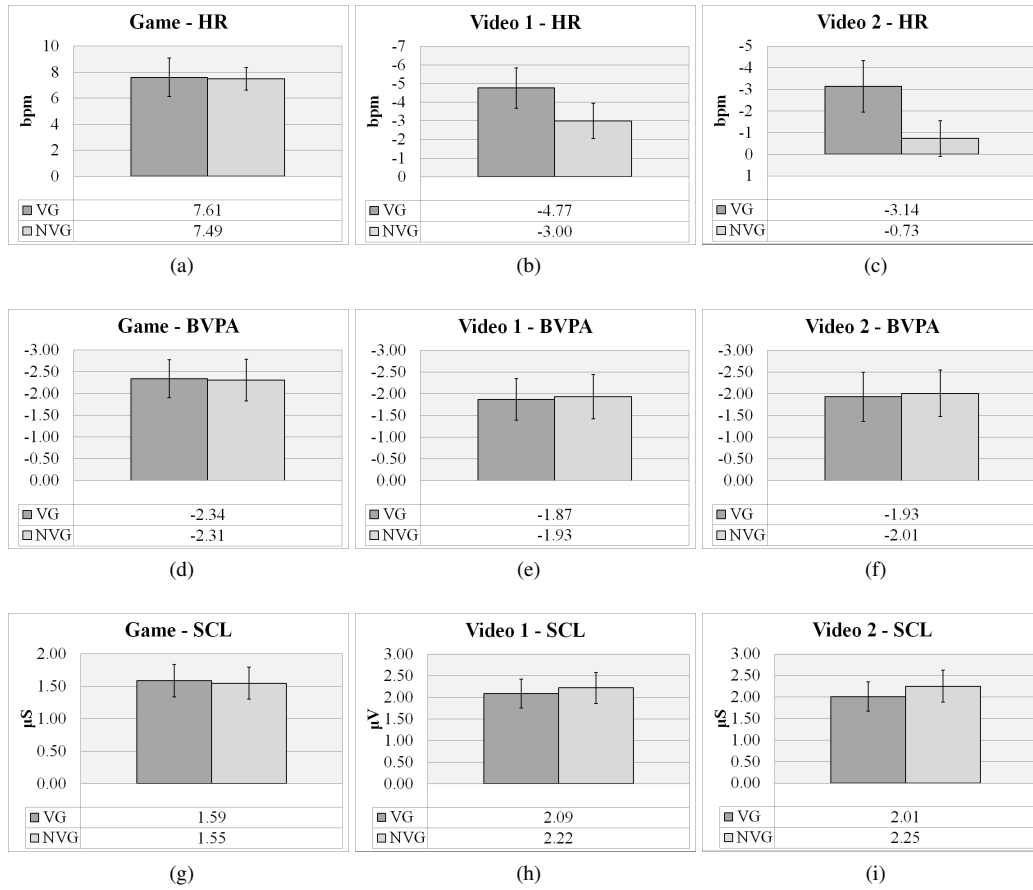 Game - HR
10
8
6
4
2
0
bpm
VG 7.61
NVG 7.49
(a)
Video 1 - HR
-7
-6
-5
-4
-3
-2
-1
0
bpm
VG -4.77
NVG -3.00
(b)
Video 2 - HR
-5
-4
-3
-2
-1
0
1
bpm
VG -3.14
NVG -0.73
(c)
Game - BVPA
-3.00
-2.50
-2.00
-1.50
-1.00
-0.50
0.00
VG -2.34
NVG -2.31
(d)
Video 1 - BVPA
-3.00
-2.50
-2.00
-1.50
-1.00
-0.50
0.00
VG -1.87
NVG -1.93
(e)
Video 2 - BVPA
-3.00
-2.50
-2.00
-1.50
-1.00
-0.50
0.00
VG -1.93
NVG -2.01
(f)
Game - SCL
2.00
1.50
1.00
0.50
0.00
µS
VG 1.59
NVG 1.55
(g)
Video 1 - SCL
3.00
2.50
2.00
1.50
1.00
0.50
0.00
µV
VG 2.09
NVG 2.22
(h)
Video 2 - SCL
3.00
2.50
2.00
1.50
1.00
0.50
0.00
µS
VG 2.01
NVG 2.25
(i)